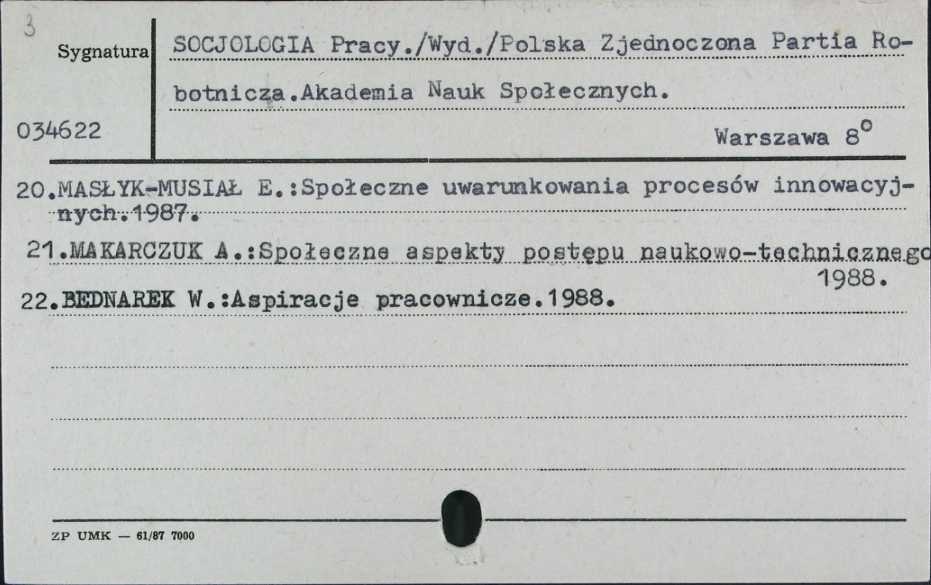 3
Sygnatura
SOCJOLOGIA Pracy./Wyd./Polska Zjednoczona Partia Ro-
botnicza.Akademia Nauk Społecznych.
034622
Warszawa 8°
20.MASŁYK-MUSIAŁ E.:Społeczne uwarunkowania procesów innowacyj-
nych.1987.
21.MAKARCZUK A.:Społeczne aspekty postępu naukowo-technicznego
1988.
22.BEDNAREK W.:Aspiracje pracownicze.1988.
ZP UMK — 61/87 7000